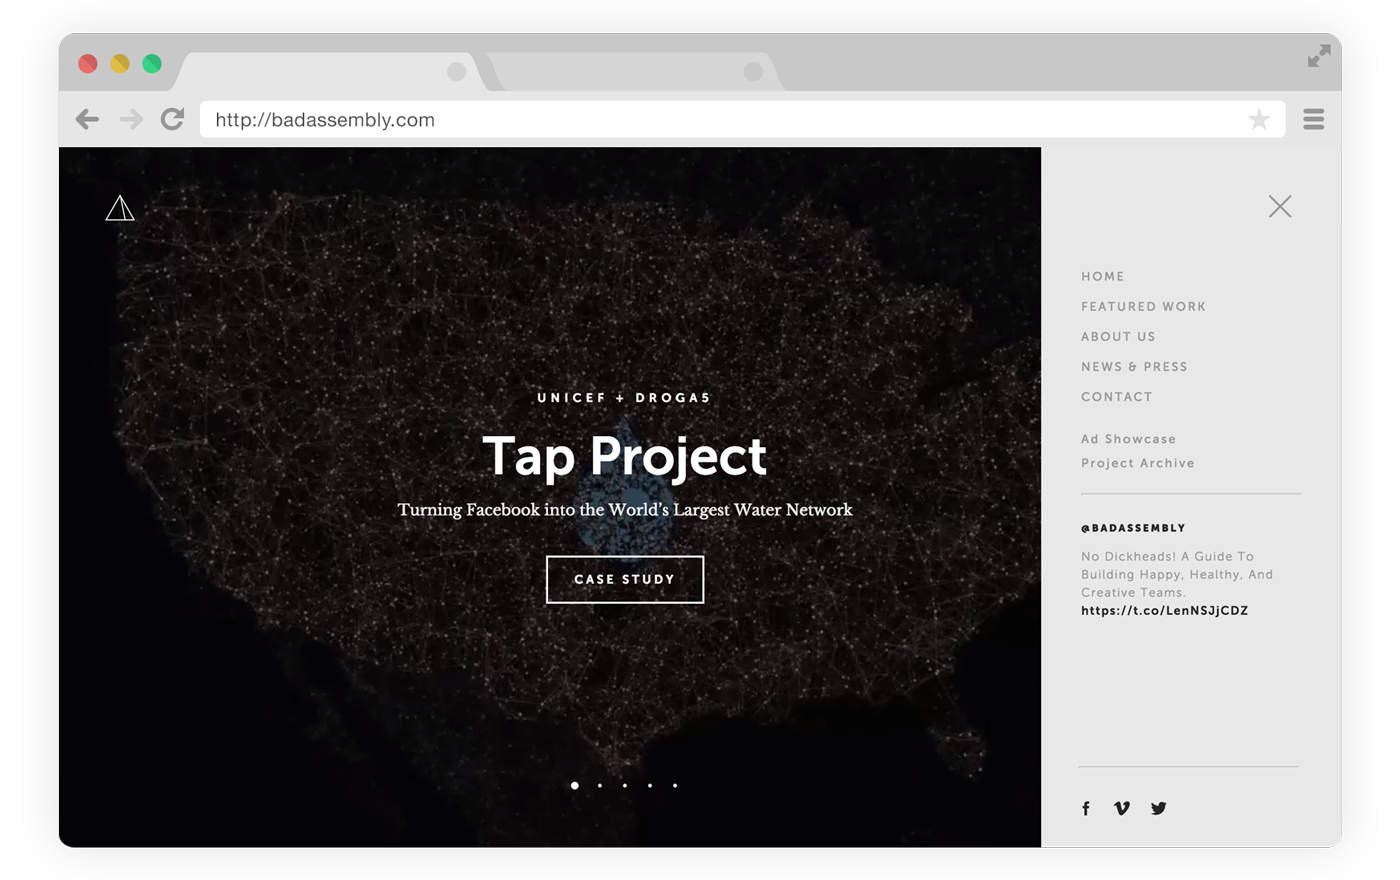 http://badassembly.com
UNICEF + DROGA5
Tap Project
Turning Facebook into the World's Largest Water Network
CASE STUDY
HOME
FEATURED WORK
ABOUT US
NEWS & PRESS
CONTACT
Ad Showcase
Project Archive
@BADASSEMBLY
No Dickheads! A Guide To
Building Happy, Healthy, And
Creative Teams.
https://t.co/LenNSJjCDZ